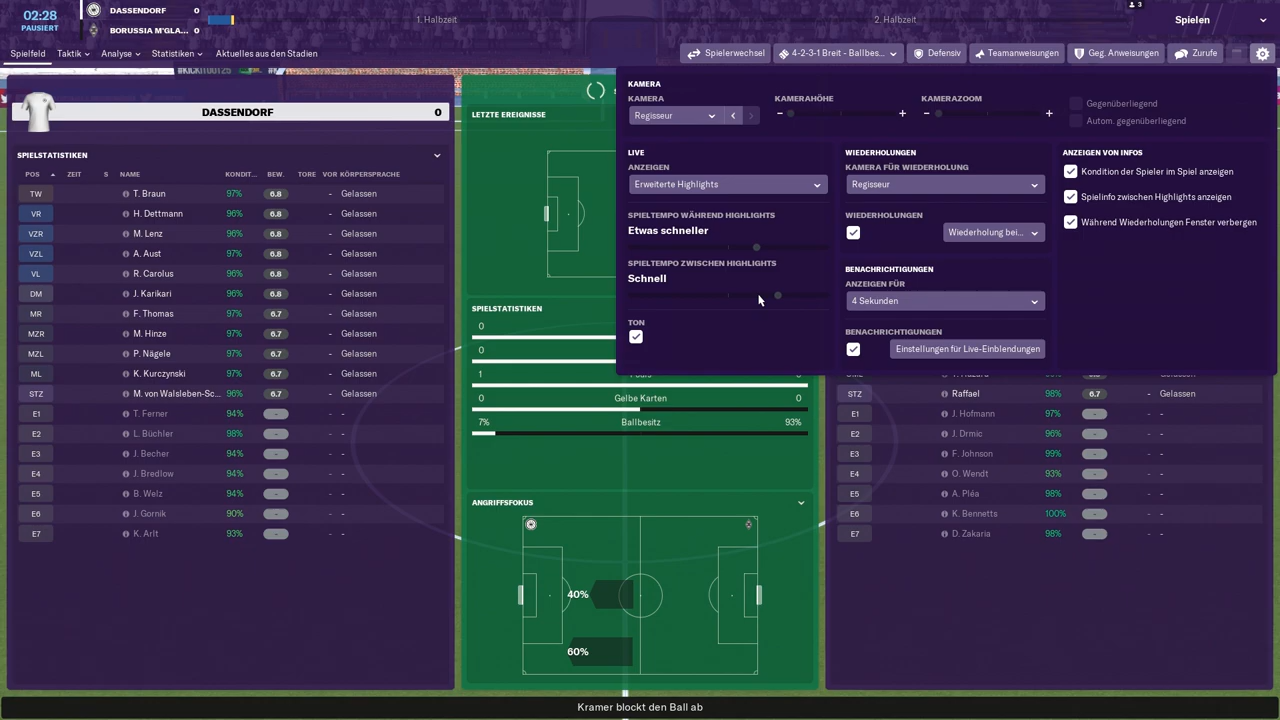 02:28
PAUSIERT
DASSENDORF 0
BORUSSIA M'GLA... 0
1. Halbzeit
2. Halbzeit
3
Spielen
Spielfeld Taktik Analyse Statistiken Aktuelles aus den Stadien
Spielerwechsel 4-2-3-1 Breit - Ballbes... Defensiv Teamanweisungen Geg. Anweisungen Zurufe
DASSENDORF 0
SPIELSTATISTIKEN
POS ZEIT S NAME KONDIT... BEW. TORE VOR KÖRPERSPRACHE
TW T. Braun 97% 6.8 - Gelassen
VR H. Dettmann 96% 6.8 - Gelassen
VZR M. Lenz 96% 6.8 - Gelassen
VZL A. Aust 97% 6.8 - Gelassen
VL R. Carolus 96% 6.8 - Gelassen
DM J. Karikari 96% 6.8 - Gelassen
MR F. Thomas 97% 6.7 - Gelassen
MZR M. Hinze 97% 6.7 - Gelassen
MZL P. Nägele 97% 6.7 - Gelassen
ML K. Kurczynski 97% 6.7 - Gelassen
STZ M. von Walsleben-Sc... 96% 6.7 - Gelassen
E1 T. Ferner 94% - - -
E2 L. Büchler 98% - - -
E3 J. Becher 94% - - -
E4 J. Bredlow 94% - - -
E5 B. Welz 94% - - -
E6 J. Gornik 90% - - -
E7 K. Arlt 93% - - -
LETZTE EREIGNISSE
SPIELSTATISTIKEN
0
0
1
0 Gelbe Karten 0
7% Ballbesitz 93%
ANGRIFFSFOKUS
40%
60%
KAMERA
KAMERA
Regisseur
KAMERAHÖHE
- +
KAMERAZOOM
- +
Gegenüberliegend
Autom. gegenüberliegend
LIVE
ANZEIGEN
Erweiterte Highlights
SPIELTEMPO WÄHREND HIGHLIGHTS
Etwas schneller
SPIELTEMPO ZWISCHEN HIGHLIGHTS
Schnell
TON
WIEDERHOLUNGEN
KAMERA FÜR WIEDERHOLUNG
Regisseur
WIEDERHOLUNGEN
Wiederholung bei...
BENACHRICHTIGUNGEN
ANZEIGEN FÜR
4 Sekunden
BENACHRICHTIGUNGEN
Einstellungen für Live-Einblendungen
ANZEIGEN VON INFOS
Kondition der Spieler im Spiel anzeigen
Spielinfo zwischen Highlights anzeigen
Während Wiederholungen Fenster verbergen
STZ Raffael 98% 6.7 - Gelassen
E1 J. Hofmann 97% - - -
E2 J. Drmic 96% - - -
E3 F. Johnson 99% - - -
E4 O. Wendt 93% - - -
E5 A. Pléa 98% - - -
E6 K. Bennetts 100% - - -
E7 D. Zakaria 98% - - -
Kramer blockt den Ball ab